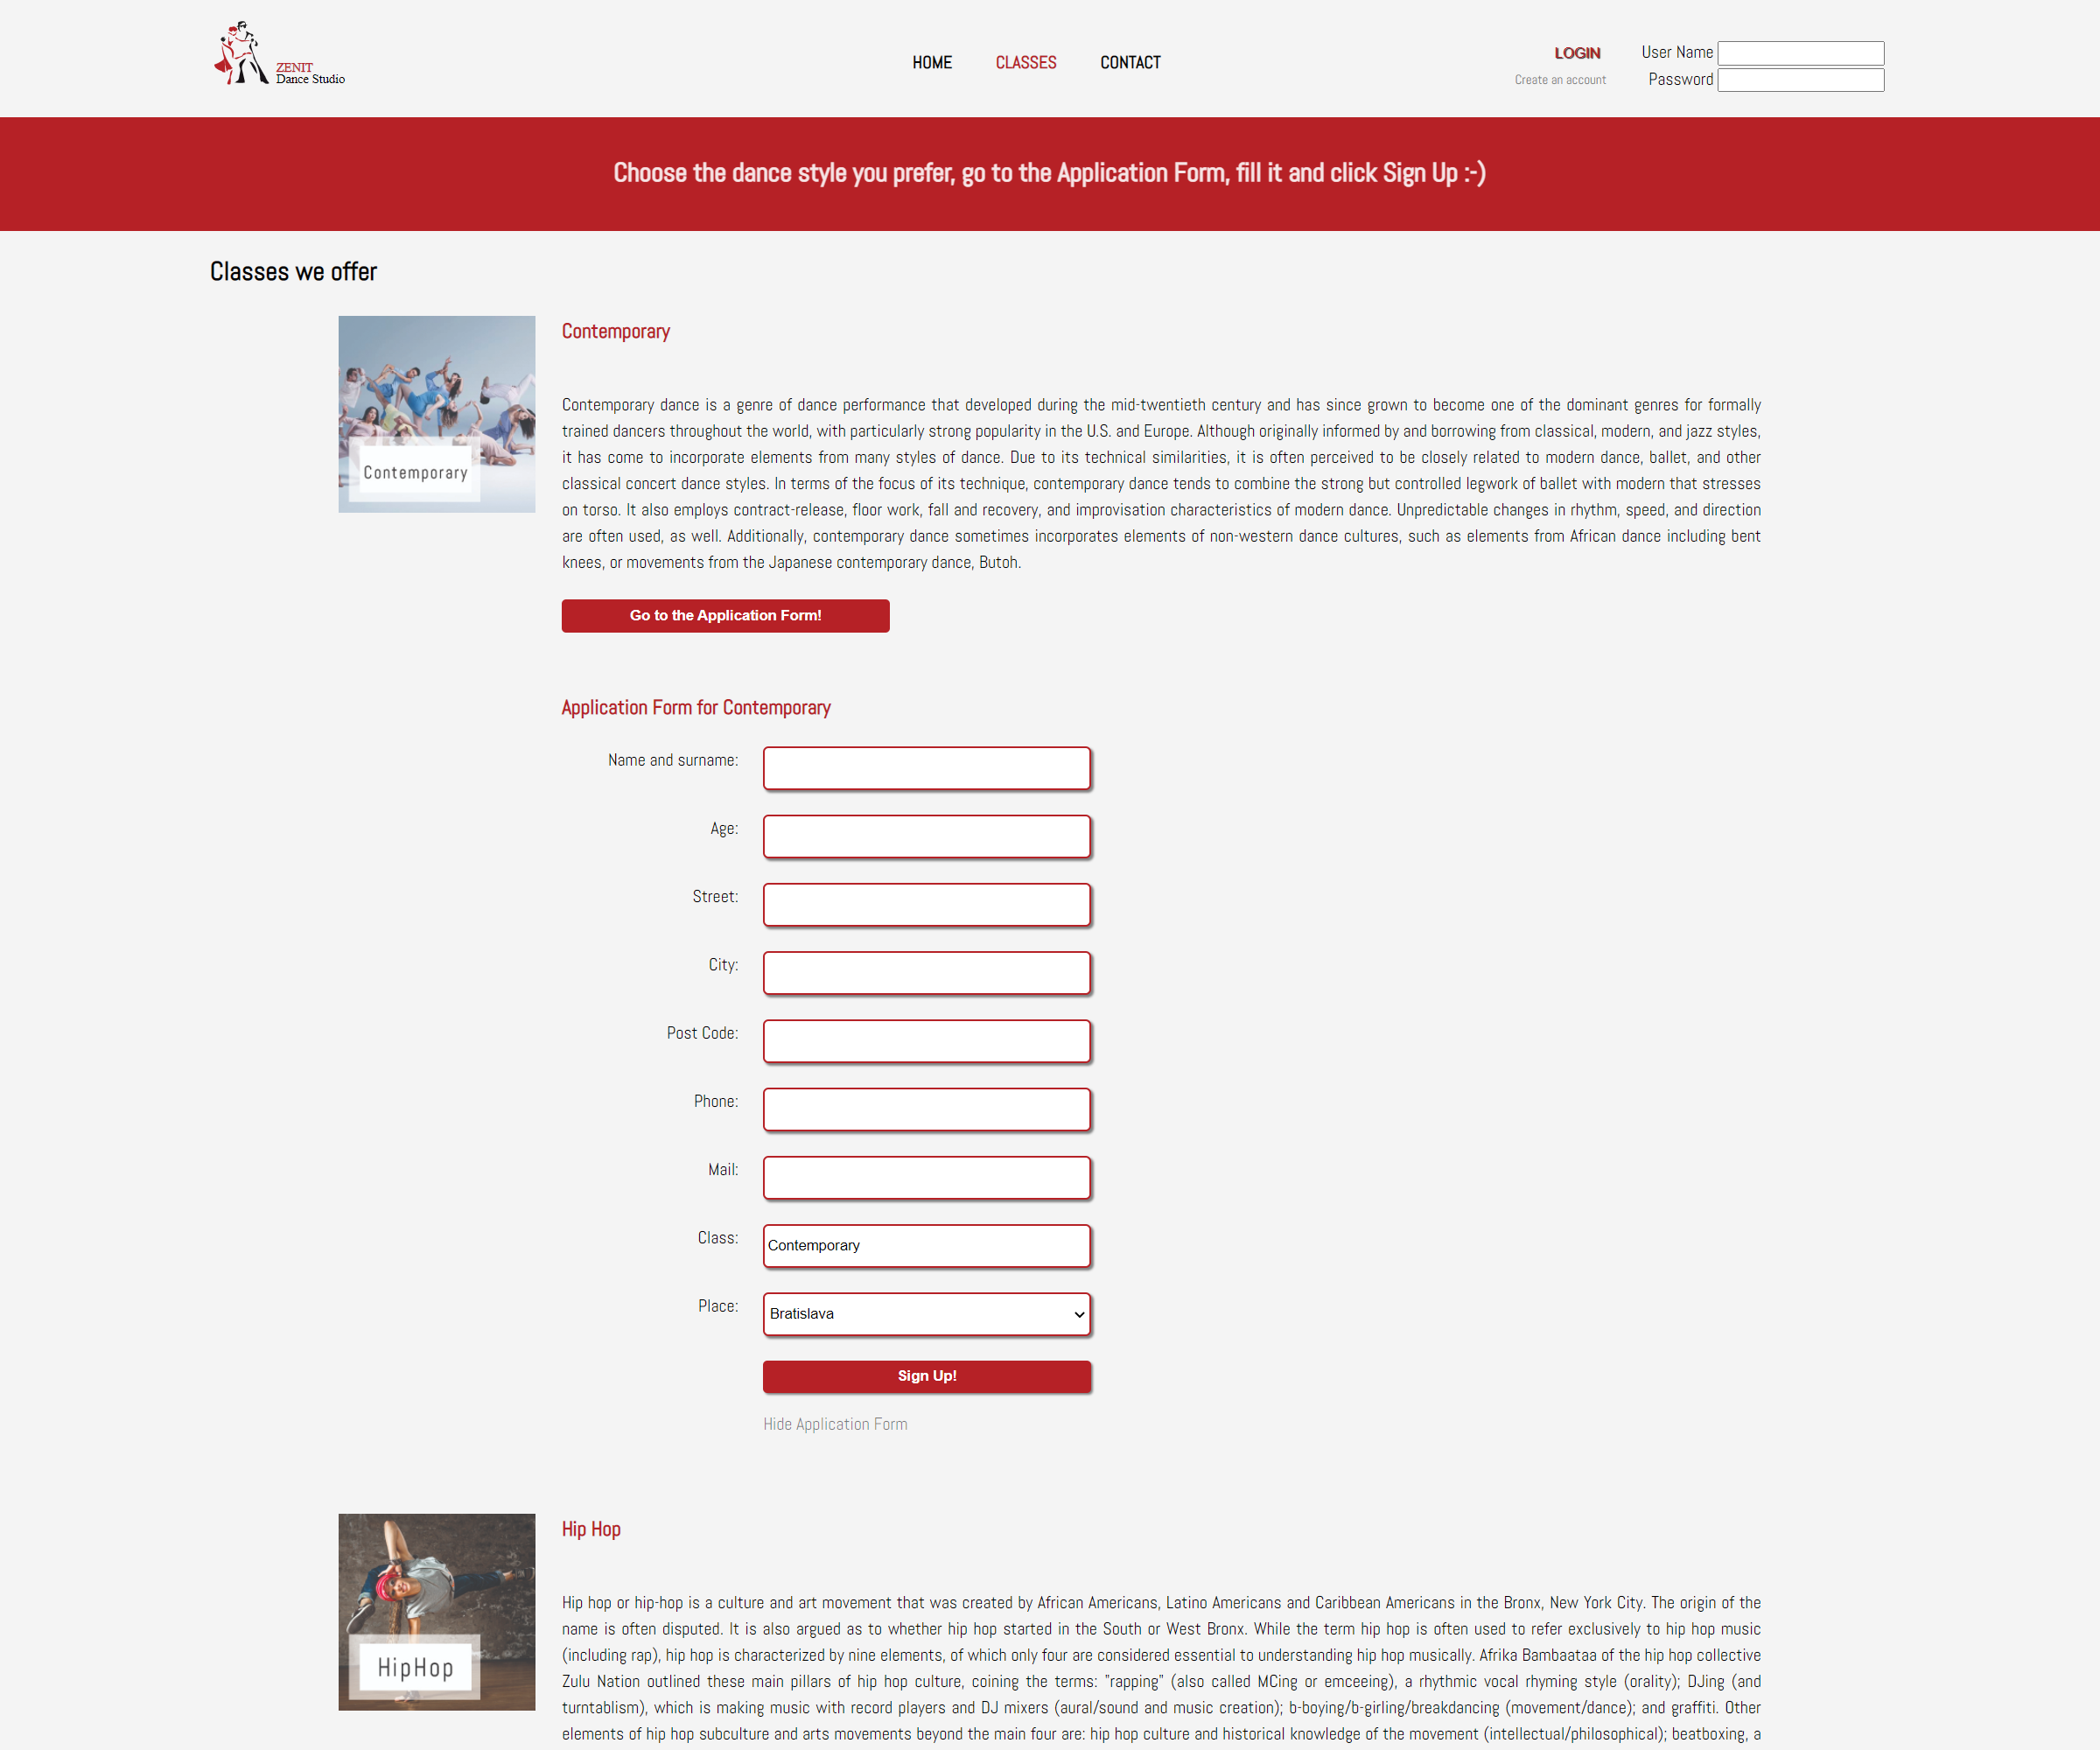 ZENIT
Dance Studio
HOME
CLASSES
CONTACT
LOGIN
Create an account
User Name
Password
Choose the dance style you prefer, go to the Application Form, fill it and click Sign Up :-)
Classes we offer
Contemporary
Contemporary
Contemporary dance is a genre of dance performance that developed during the mid-twentieth century and has since grown to become one of the dominant genres for formally
trained dancers throughout the world, with particularly strong popularity in the U.S. and Europe. Although originally informed by and borrowing from classical, modern, and jazz styles,
it has come to incorporate elements from many styles of dance. Due to its technical similarities, it is often perceived to be closely related to modern dance, ballet, and other
classical concert dance styles. In terms of the focus of its technique, contemporary dance tends to combine the strong but controlled legwork of ballet with modern that stresses
on torso. It also employs contract-release, floor work, fall and recovery, and improvisation characteristics of modern dance. Unpredictable changes in rhythm, speed, and direction
are often used, as well. Additionally, contemporary dance sometimes incorporates elements of non-western dance cultures, such as elements from African dance including bent
knees, or movements from the Japanese contemporary dance, Butoh.
Go to the Application Form!
Application Form for Contemporary
Name and surname:
Age:
Street:
City:
Post Code:
Phone:
Mail:
Class:
Contemporary
Place:
Bratislava
Sign Up!
Hide Application Form
HipHop
Hip Hop
Hip hop or hip-hop is a culture and art movement that was created by African Americans, Latino Americans and Caribbean Americans in the Bronx, New York City. The origin of the
name is often disputed. It is also argued as to whether hip hop started in the South or West Bronx. While the term hip hop is often used to refer exclusively to hip hop music
(including rap), hip hop is characterized by nine elements, of which only four are considered essential to understanding hip hop musically. Afrika Bambaataa of the hip hop collective
Zulu Nation outlined these main pillars of hip hop culture, coining the terms: "rapping" (also called MCing or emceeing), a rhythmic vocal rhyming style (orality); DJing (and
turntablism), which is making music with record players and DJ mixers (aural/sound and music creation); b-boying/b-girling/breakdancing (movement/dance); and graffiti. Other
elements of hip hop subculture and arts movements beyond the main four are: hip hop culture and historical knowledge of the movement (intellectual/philosophical); beatboxing, a